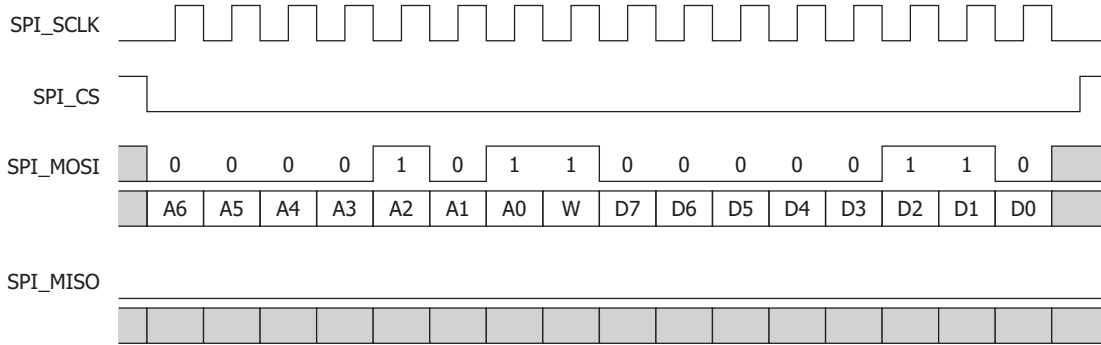 SPI_SCLK
SPI_CS
SPI_MOSI 0 0 0 0 1 0 1 1 0 0 0 0 0 1 1 0
A6 A5 A4 A3 A2 A1 A0 W D7 D6 D5 D4 D3 D2 D1 D0
SPI_MISO